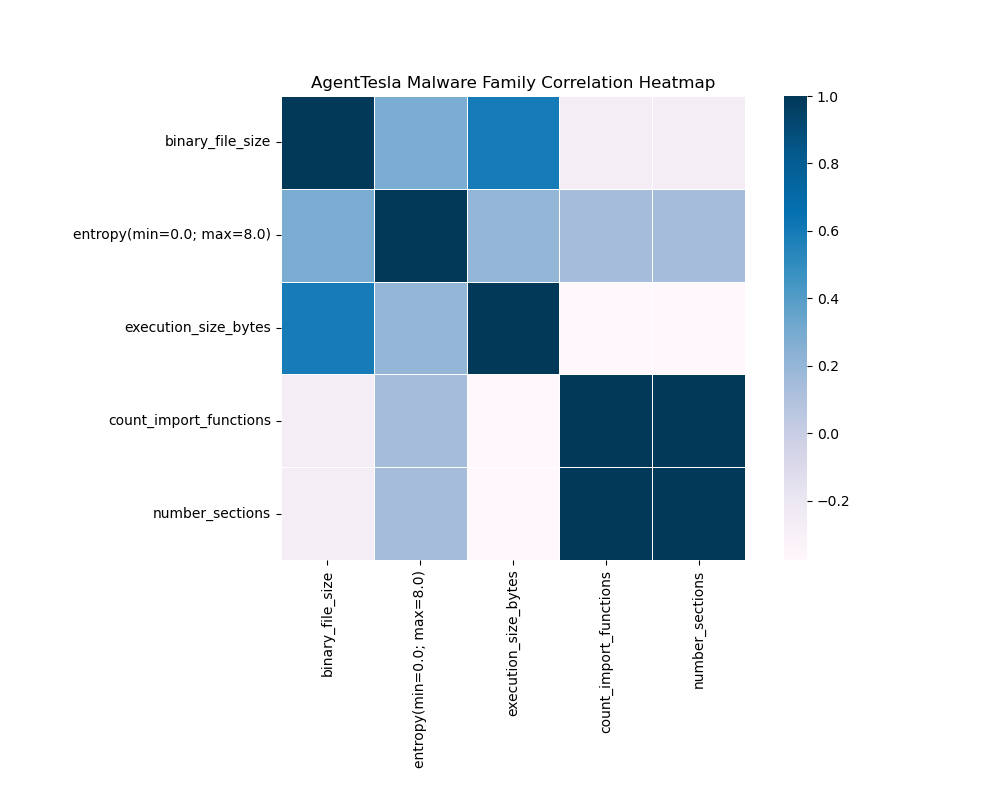 AgentTesla Malware Family Correlation Heatmap
binary_file_size
entropy(min=0.0; max=8.0)
execution_size_bytes
count_import_functions
number_sections
binary_file_size
entropy(min=0.0; max=8.0)
execution_size_bytes
count_import_functions
number_sections
1.0
0.8
0.6
0.4
0.2
0.0
−0.2